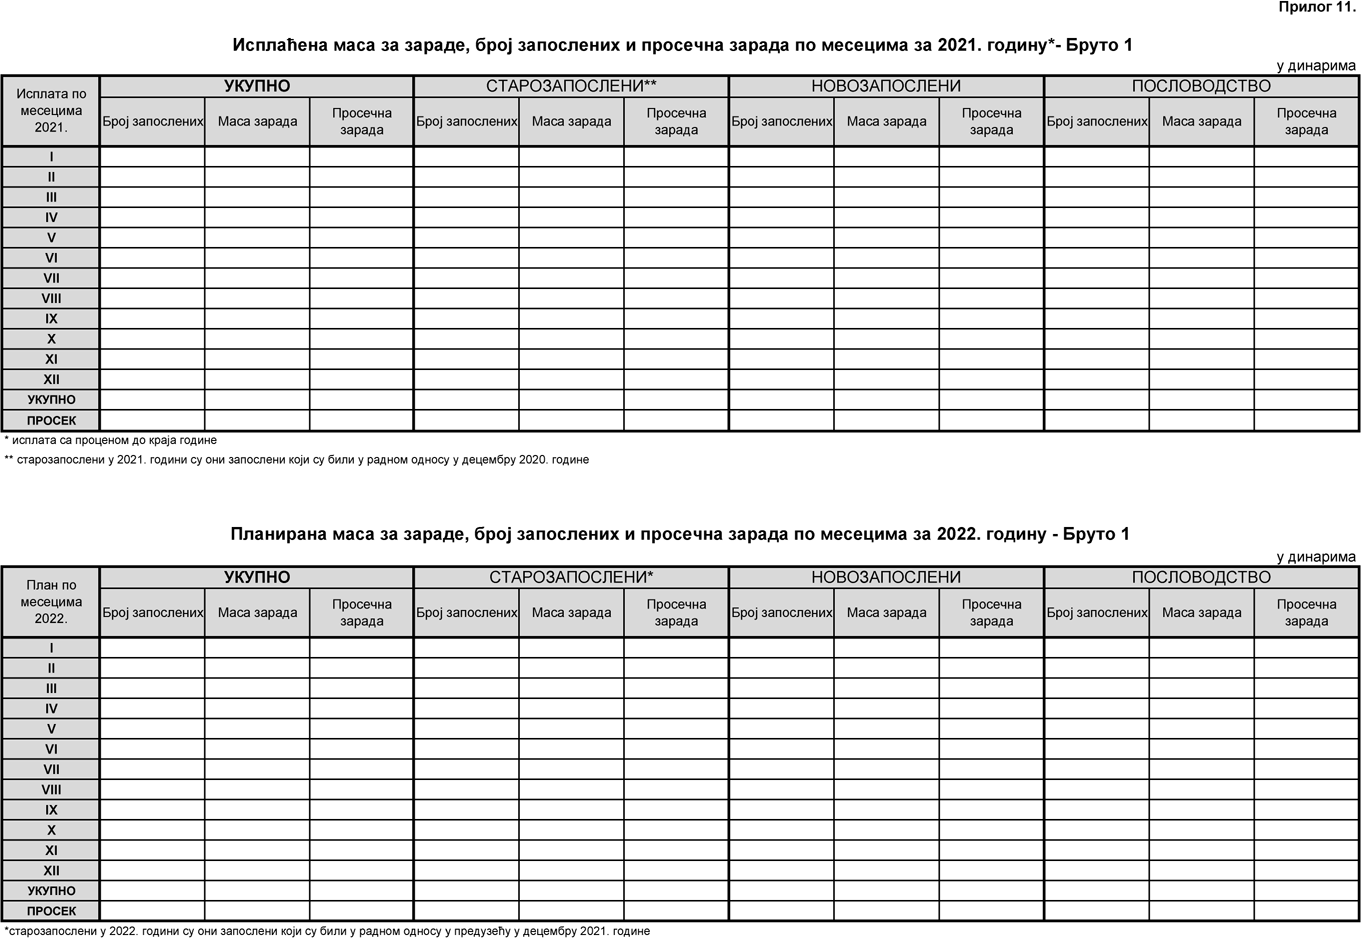 Прилог 11.
Исплаћена маса за зараде, број запослених и просечна зарада по месецима за 2021. годину*- Бруто 1
у динарима
Исплата по месецима 2021. УКУПНО СТАРОЗАПОСЛЕНИ** НОВОЗАПОСЛЕНИ ПОСЛОВОДСТВО
Број запослених Маса зарада Просечна зарада Број запослених Маса зарада Просечна зарада Број запослених Маса зарада Просечна зарада Број запослених Маса зарада Просечна зарада
I
II
III
IV
V
VI
VII
VIII
IX
X
XI
XII
УКУПНО
ПРОСЕК
* исплата са проценом до краја године
** старозапослени у 2021. години су они запослени који су били у радном односу у децембру 2020. године
Планирана маса за зараде, број запослених и просечна зарада по месецима за 2022. годину - Бруто 1
у динарима
План по месецима 2022. УКУПНО СТАРОЗАПОСЛЕНИ* НОВОЗАПОСЛЕНИ ПОСЛОВОДСТВО
Број запослених Маса зарада Просечна зарада Број запослених Маса зарада Просечна зарада Број запослених Маса зарада Просечна зарада Број запослених Маса зарада Просечна зарада
I
II
III
IV
V
VI
VII
VIII
IX
X
XI
XII
УКУПНО
ПРОСЕК
*старозапослени у 2022. години су они запослени који су били у радном односу у предузећу у децембру 2021. године